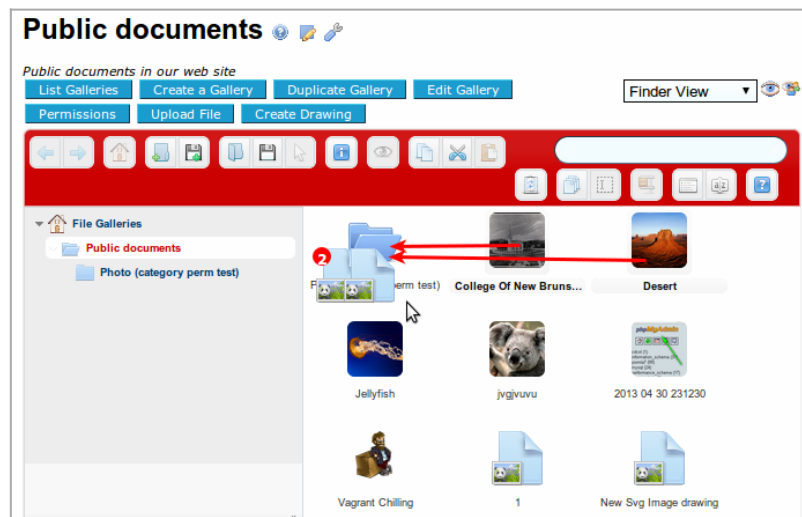 Public documents
Public documents in our web site
List Galleries Create a Gallery Duplicate Gallery Edit Gallery
Finder View
Permissions Upload File Create Drawing
File Galleries
Public documents
Photo (category perm test)
2
perm test) College Of New Bruns... Desert
phpMyAdmin
Jellyfish jvgjvuvu 2013 04 30 231230
Vagrant Chilling 1 New Svg Image drawing